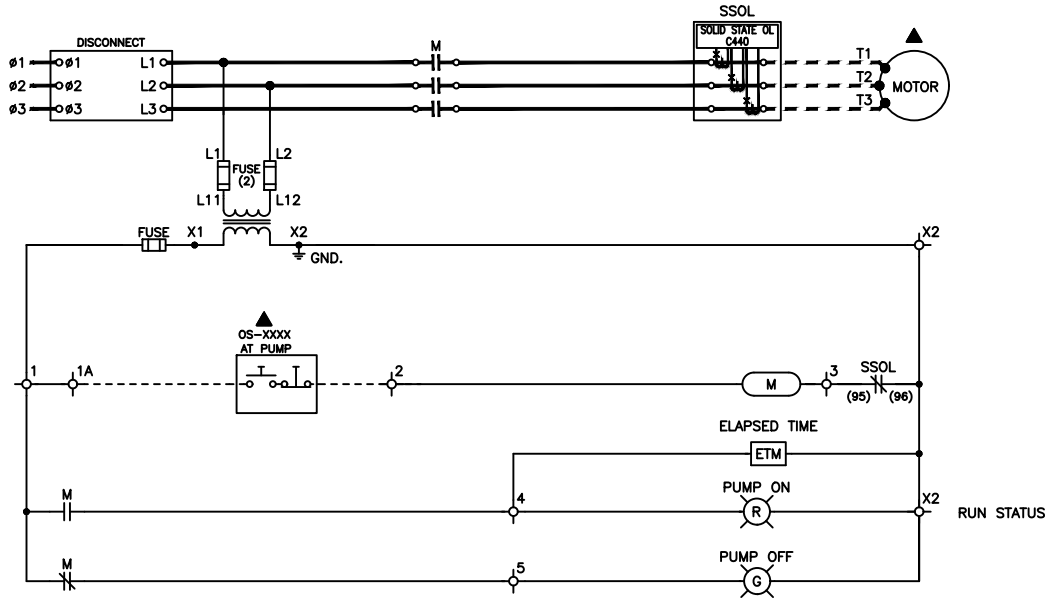 SSOL
DISCONNECT
SOLID STATE OL
C440
M
ø1 ø1 L1 T1
ø2 ø2 L2 T2
MOTOR
ø3 ø3 L3 T3
L1 L2
FUSE
(2)
L11 L12
FUSE X1 X2 X2
GND.
OS-XXXX
AT PUMP
1 1A 2 M 3 SSOL
(95) (96)
ELAPSED TIME
ETM
PUMP ON
M 4 R X2
RUN STATUS
PUMP OFF
M 5 G